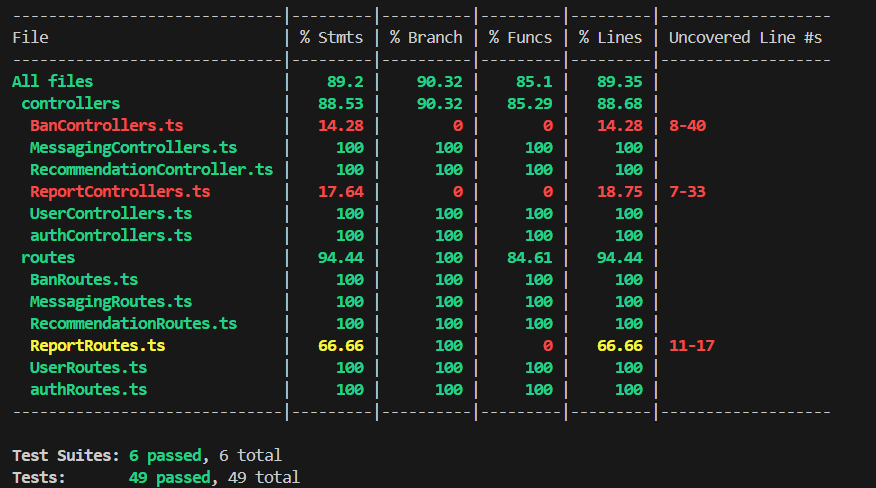 ----------------------------|---------|----------|---------|---------|-------------------
File                        | % Stmts | % Branch | % Funcs | % Lines | Uncovered Line #s
----------------------------|---------|----------|---------|---------|-------------------
All files                   |    89.2 |    90.32 |    85.1 |   89.35 |
 controllers                |   88.53 |    90.32 |   85.29 |   88.68 |
  BanControllers.ts         |   14.28 |        0 |       0 |   14.28 | 8-40
  MessagingControllers.ts   |     100 |      100 |     100 |     100 |
  RecommendationController.ts |     100 |      100 |     100 |     100 |
  ReportControllers.ts      |   17.64 |        0 |       0 |   18.75 | 7-33
  UserControllers.ts        |     100 |      100 |     100 |     100 |
  authControllers.ts        |     100 |      100 |     100 |     100 |
 routes                     |   94.44 |      100 |   84.61 |   94.44 |
  BanRoutes.ts              |     100 |      100 |     100 |     100 |
  MessagingRoutes.ts        |     100 |      100 |     100 |     100 |
  RecommendationRoutes.ts   |     100 |      100 |     100 |     100 |
  ReportRoutes.ts           |   66.66 |      100 |       0 |   66.66 | 11-17
  UserRoutes.ts             |     100 |      100 |     100 |     100 |
  authRoutes.ts             |     100 |      100 |     100 |     100 |
----------------------------|---------|----------|---------|---------|-------------------
Test Suites: 6 passed, 6 total
Tests:       49 passed, 49 total